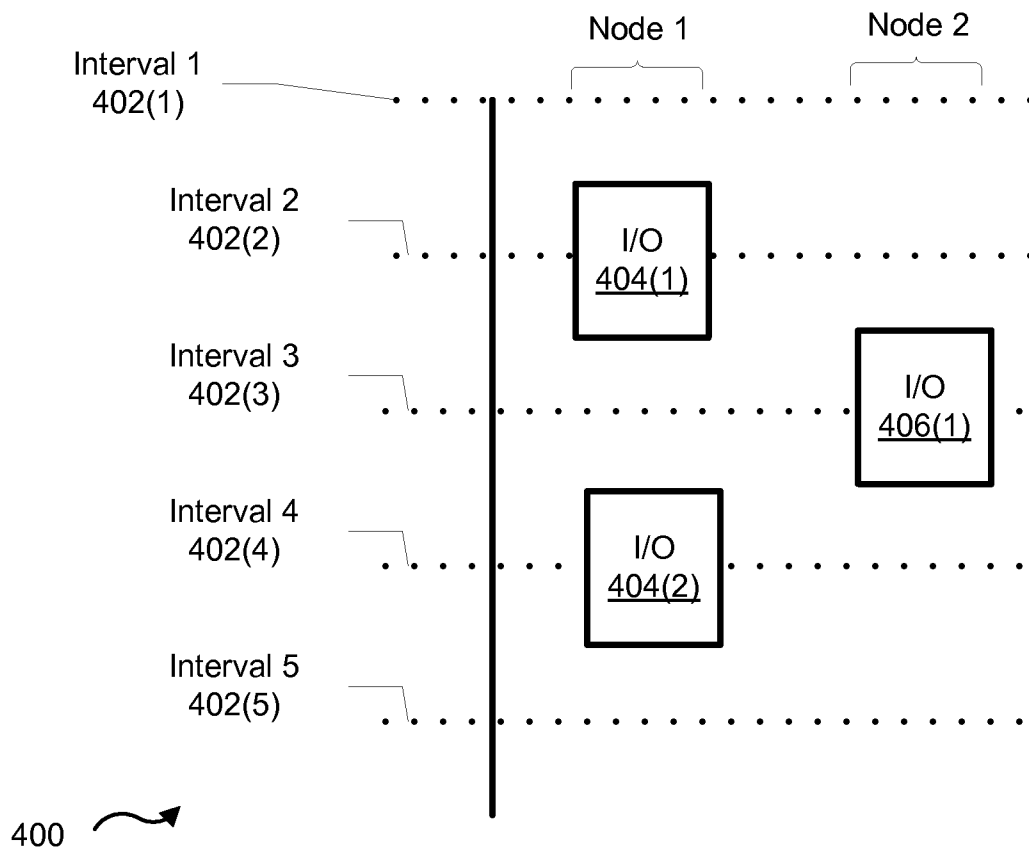 Node 1
Node 2
Interval 1
402(1)
Interval 2
402(2)
I/O
404(1)
Interval 3
402(3)
I/O
406(1)
Interval 4
402(4)
I/O
404(2)
Interval 5
402(5)
400